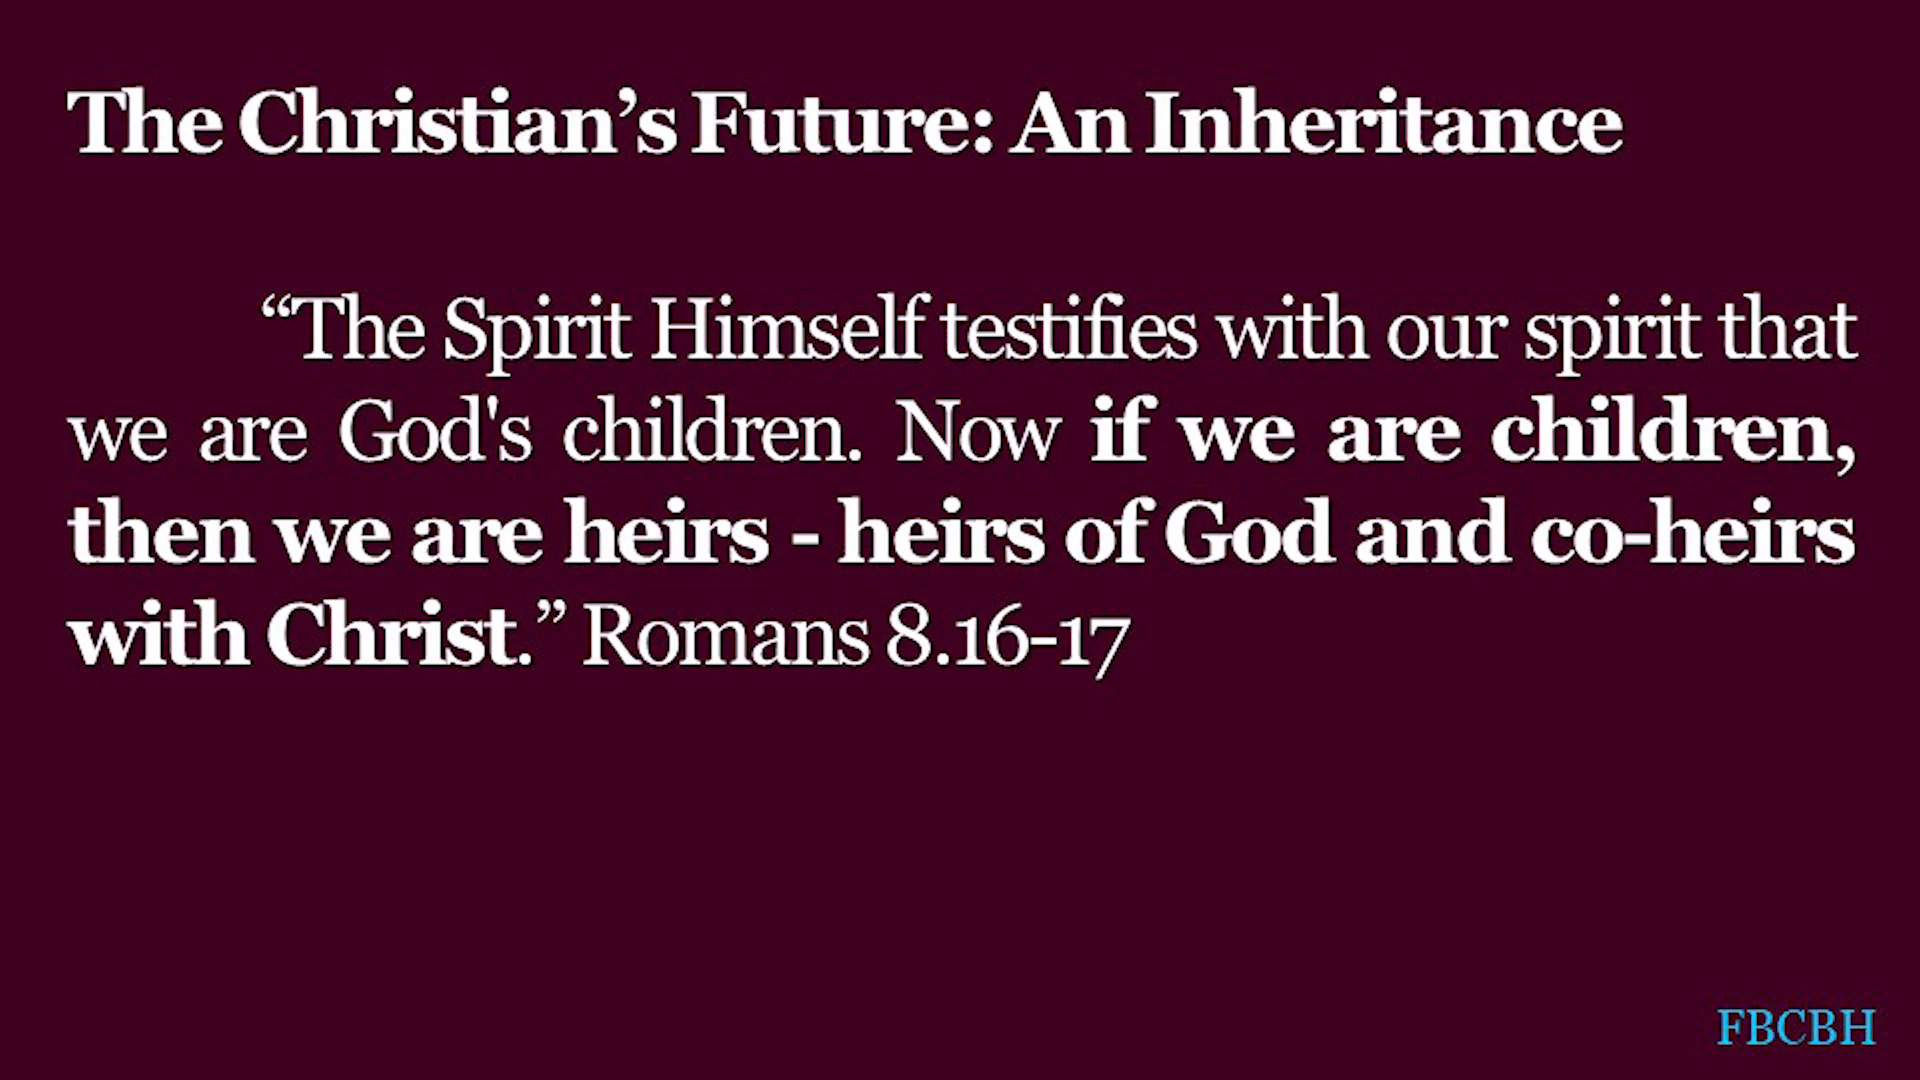 The Christian’s Future: An Inheritance
“The Spirit Himself testifies with our spirit that
we are God's children. Now if we are children,
then we are heirs - heirs of God and co-heirs
with Christ.” Romans 8.16-17
FBCBH